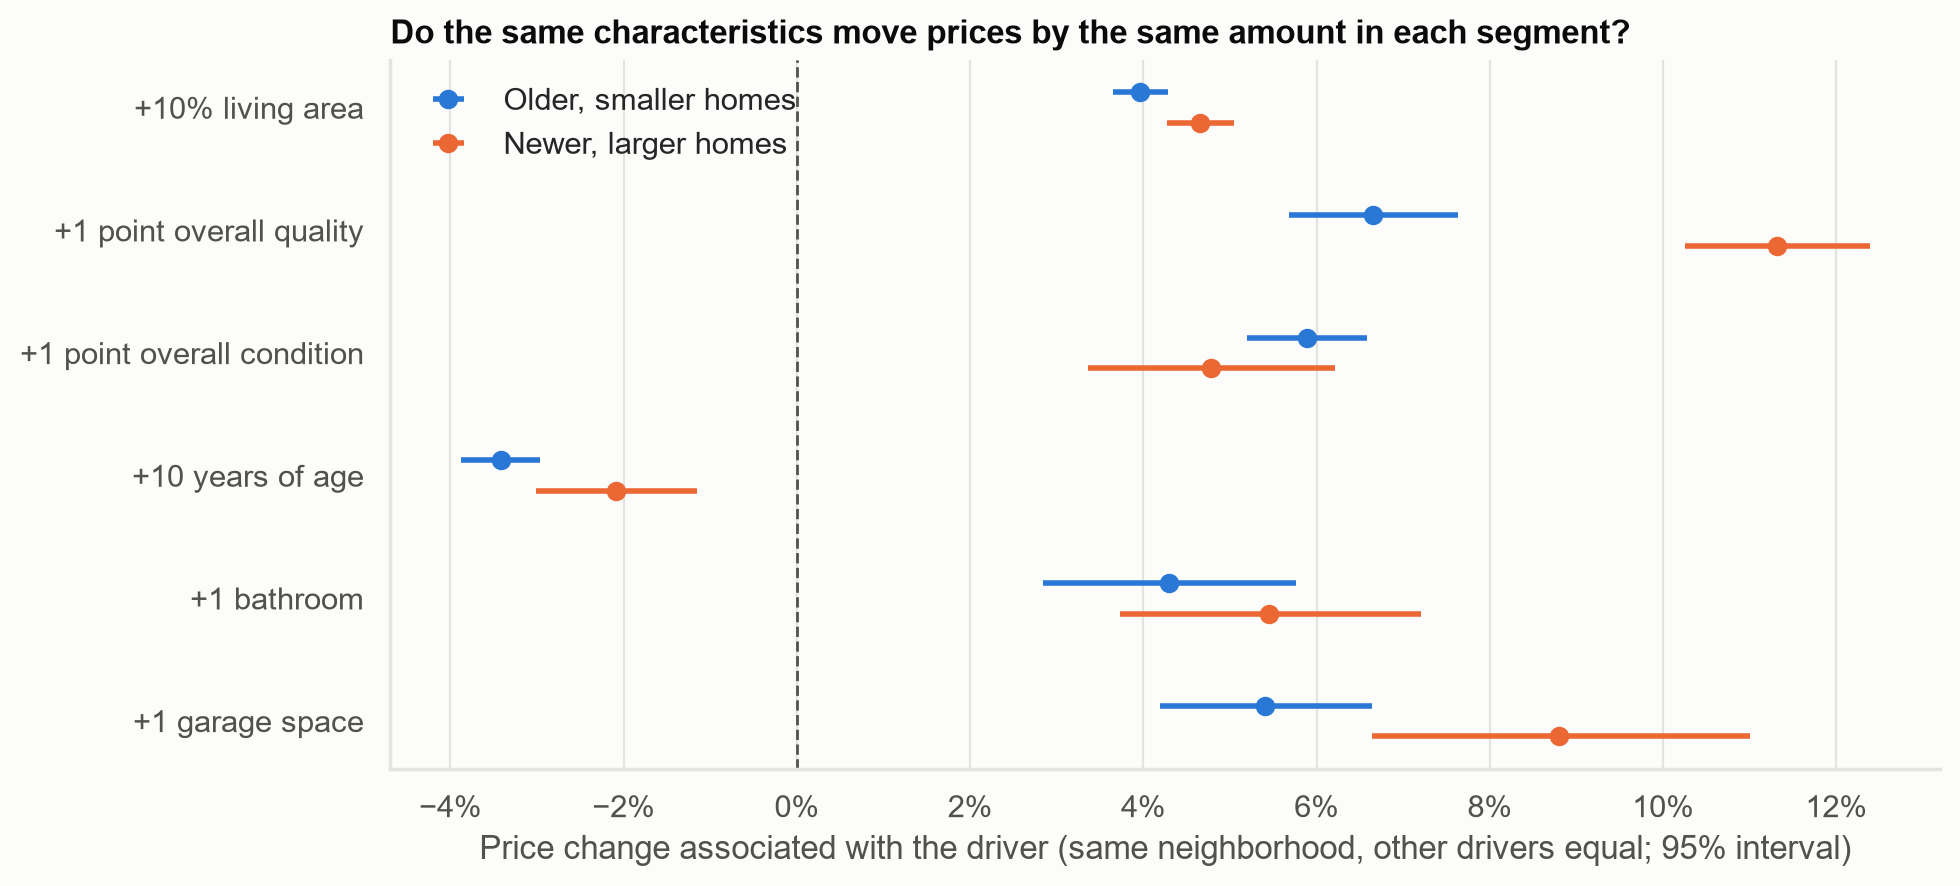 Do the same characteristics move prices by the same amount in each segment?
Older, smaller homes
Newer, larger homes
+10% living area
+1 point overall quality
+1 point overall condition
+10 years of age
+1 bathroom
+1 garage space
−4% −2% 0% 2% 4% 6% 8% 10% 12%
Price change associated with the driver (same neighborhood, other drivers equal; 95% interval)